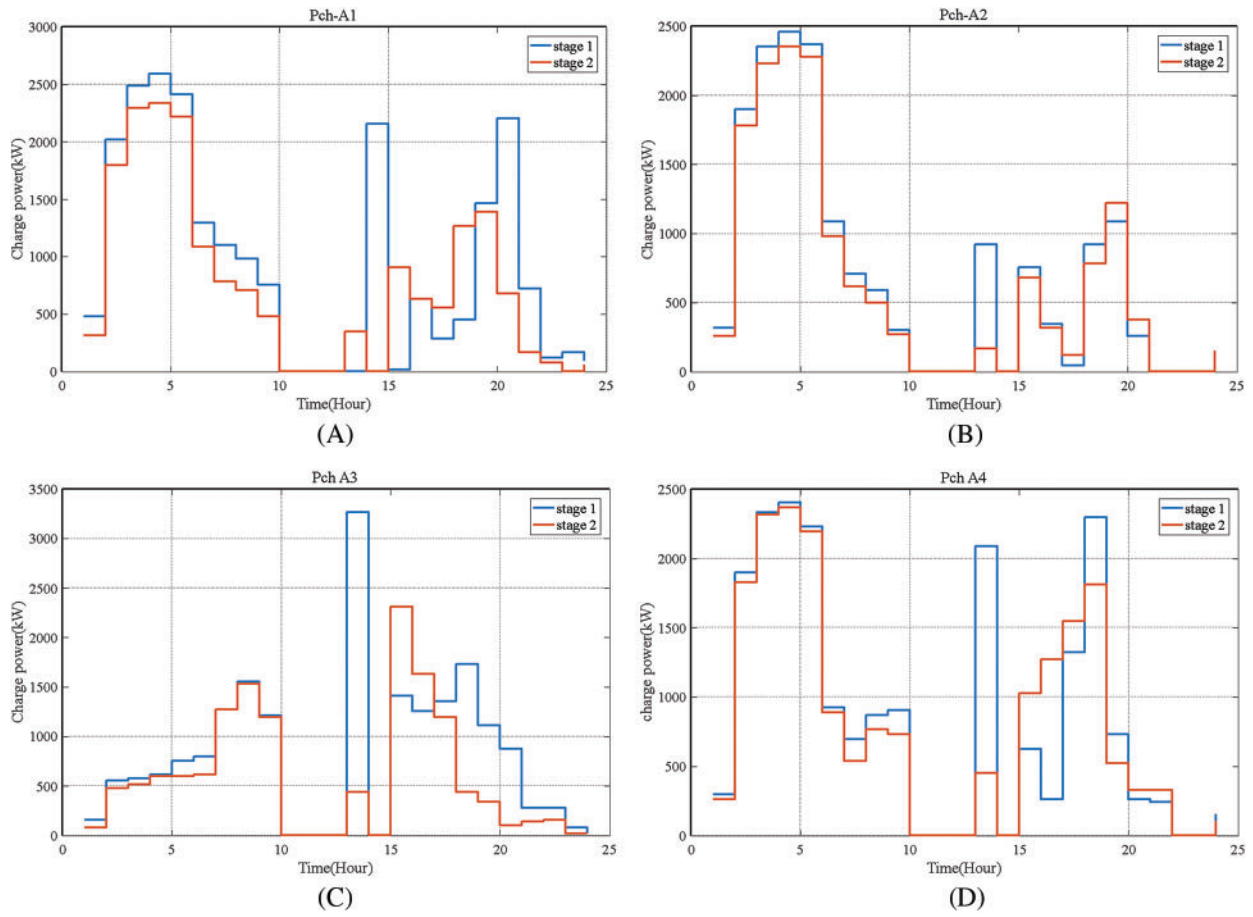 Pch-A1
3000
2500
2000
1500
1000
500
0
Charge power(kW)
stage 1
stage 2
0 5 10 15 20 25
Time(Hour)
(A)
Pch-A2
2500
2000
1500
1000
500
0
Charge power(kW)
stage 1
stage 2
0 5 10 15 20 25
Time(Hour)
(B)
Pch A3
3500
3000
2500
2000
1500
1000
500
0
Charge power(kW)
stage 1
stage 2
0 5 10 15 20 25
Time(Hour)
(C)
Pch A4
2500
2000
1500
1000
500
0
charge power(kW)
stage 1
stage 2
0 5 10 15 20 25
Time(Hour)
(D)